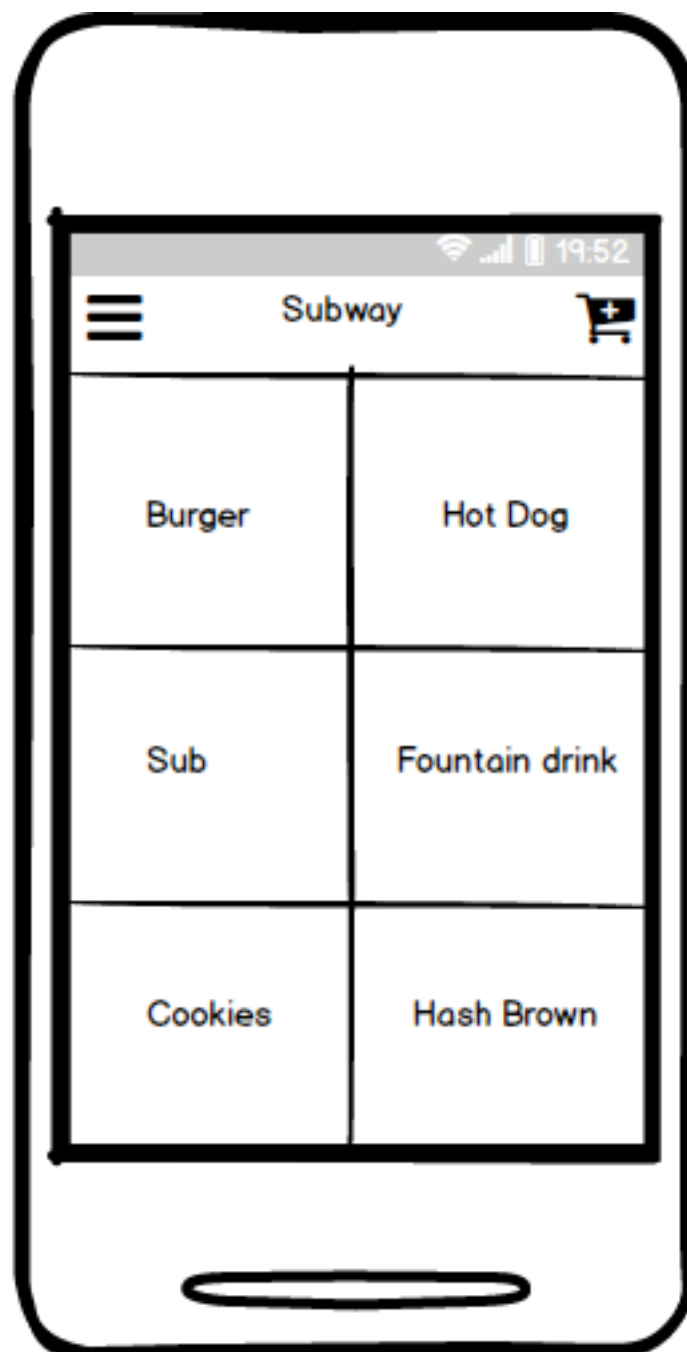 19:52
Subway
Burger
Hot Dog
Sub
Fountain drink
Cookies
Hash Brown